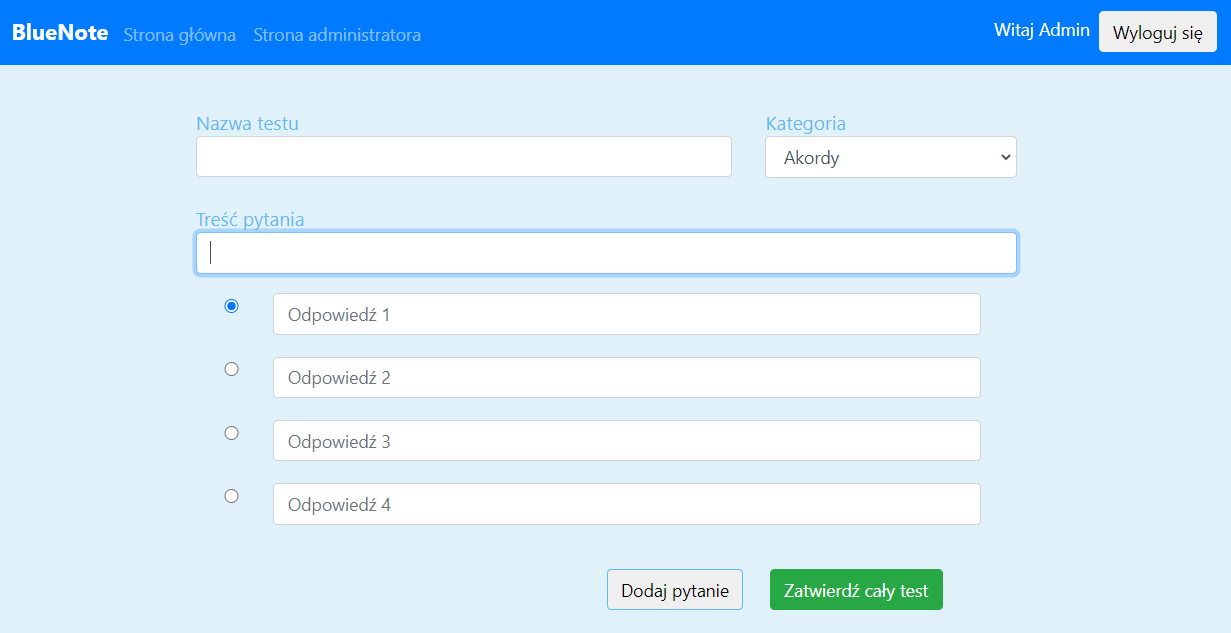 BlueNote Strona główna Strona administratora Witaj Admin Wyloguj się
Nazwa testu Kategoria
Akordy
Treść pytania
Odpowiedź 1
Odpowiedź 2
Odpowiedź 3
Odpowiedź 4
Dodaj pytanie Zatwierdź cały test